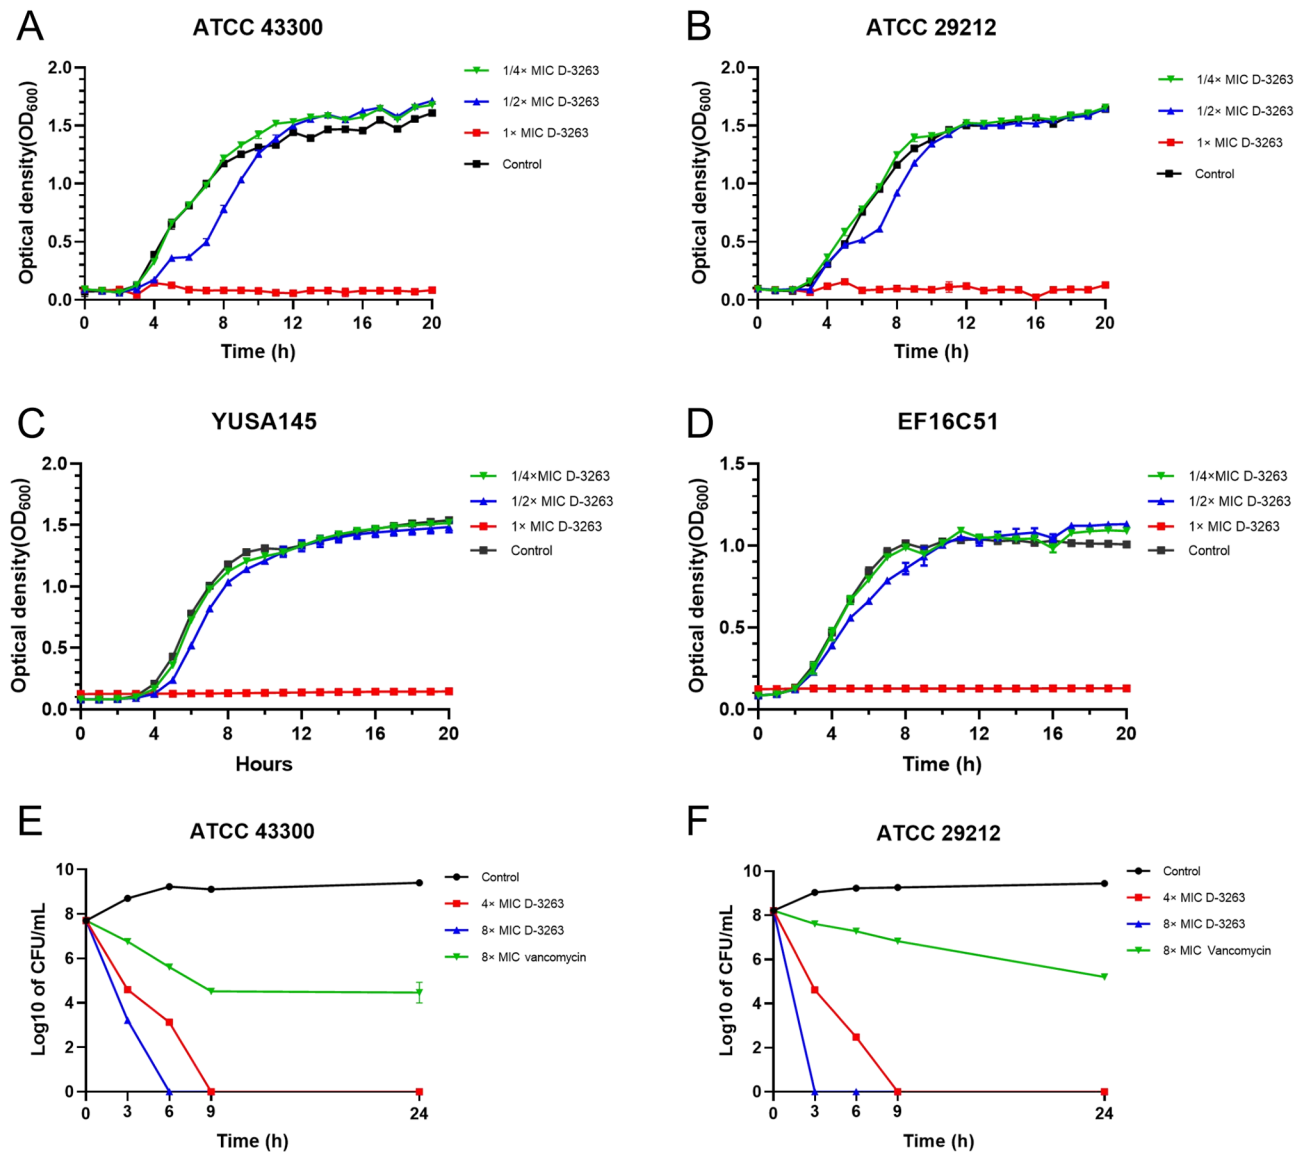 A
ATCC 43300
Optical density(OD600)
2.0
1.5
1.0
0.5
0.0
0 4 8 12 16 20
Time (h)
1/4× MIC D-3263
1/2× MIC D-3263
1× MIC D-3263
Control
B
ATCC 29212
Optical density(OD600)
2.0
1.5
1.0
0.5
0.0
0 4 8 12 16 20
Time (h)
1/4× MIC D-3263
1/2× MIC D-3263
1× MIC D-3263
Control
C
YUSA145
Optical density(OD600)
2.0
1.5
1.0
0.5
0.0
0 4 8 12 16 20
Hours
1/4×MIC D-3263
1/2× MIC D-3263
1× MIC D-3263
Control
D
EF16C51
Optical density(OD600)
1.5
1.0
0.5
0.0
0 4 8 12 16 20
Time (h)
1/4×MIC D-3263
1/2× MIC D-3263
1× MIC D-3263
Control
E
ATCC 43300
Log10 of CFU/mL
10
8
6
4
2
0
0 3 6 9 24
Time (h)
Control
4× MIC D-3263
8× MIC D-3263
8× MIC vancomycin
F
ATCC 29212
Log10 of CFU/mL
10
8
6
4
2
0
0 3 6 9 24
Time (h)
Control
4× MIC D-3263
8× MIC D-3263
8× MIC Vancomycin